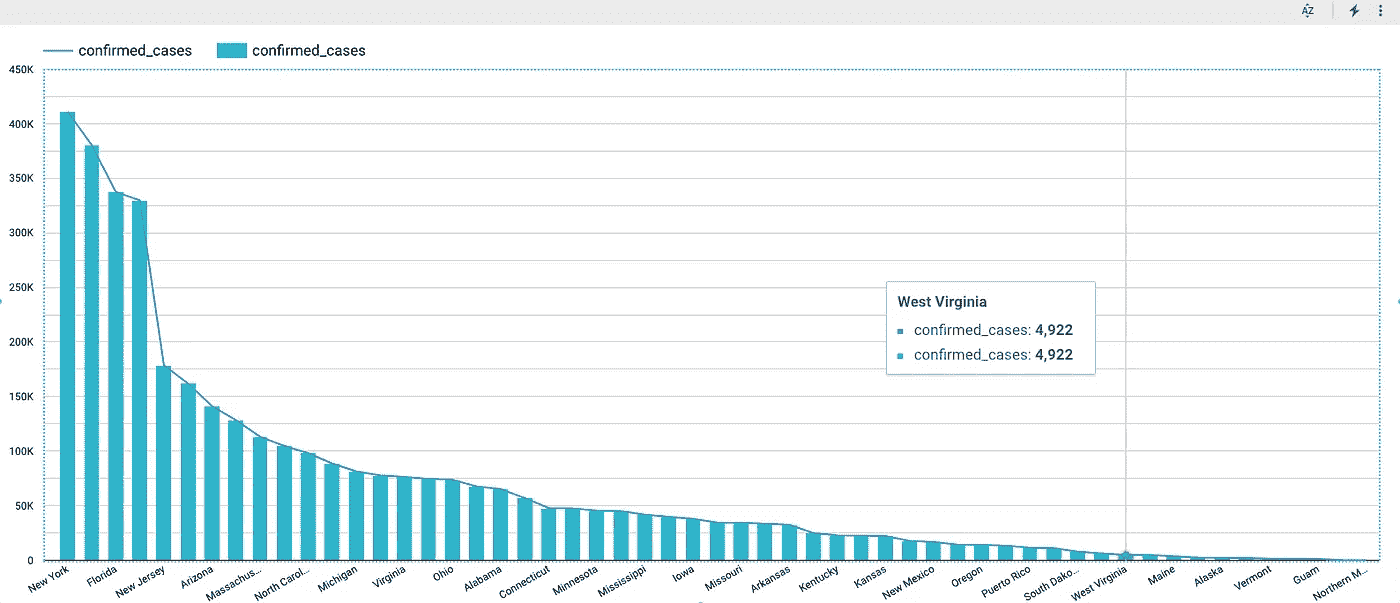 AZ
confirmed_cases confirmed_cases
450K
400K
350K
300K
250K
200K
150K
100K
50K
0
West Virginia
confirmed_cases: 4,922
confirmed_cases: 4,922
New York
Florida
New Jersey
Arizona
Massachus...
North Carol...
Michigan
Virginia
Ohio
Alabama
Connecticut
Minnesota
Mississippi
Iowa
Missouri
Arkansas
Kentucky
Kansas
New Mexico
Oregon
Puerto Rico
South Dako...
West Virginia
Maine
Alaska
Vermont
Guam
Northern M...